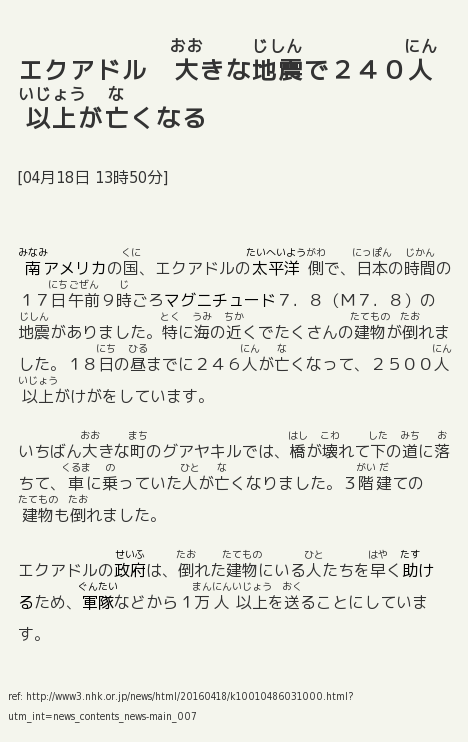 エクアドル　大きな地震で２４０人
以上が亡くなる
[04月18日 13時50分]
南アメリカの国、エクアドルの太平洋側で、日本の時間の
１７日午前９時ごろマグニチュード７．８（Ｍ７．８）の
地震がありました。特に海の近くでたくさんの建物が倒れま
した。１８日の昼までに２４６人が亡くなって、２５００人
以上がけがをしています。
いちばん大きな町のグアヤキルでは、橋が壊れて下の道に落
ちて、車に乗っていた人が亡くなりました。３階建ての
建物も倒れました。
エクアドルの政府は、倒れた建物にいる人たちを早く助け
るため、軍隊などから１万人以上を送ることにしていま
す。
ref: http://www3.nhk.or.jp/news/html/20160418/k10010486031000.html?
utm_int=news_contents_news-main_007